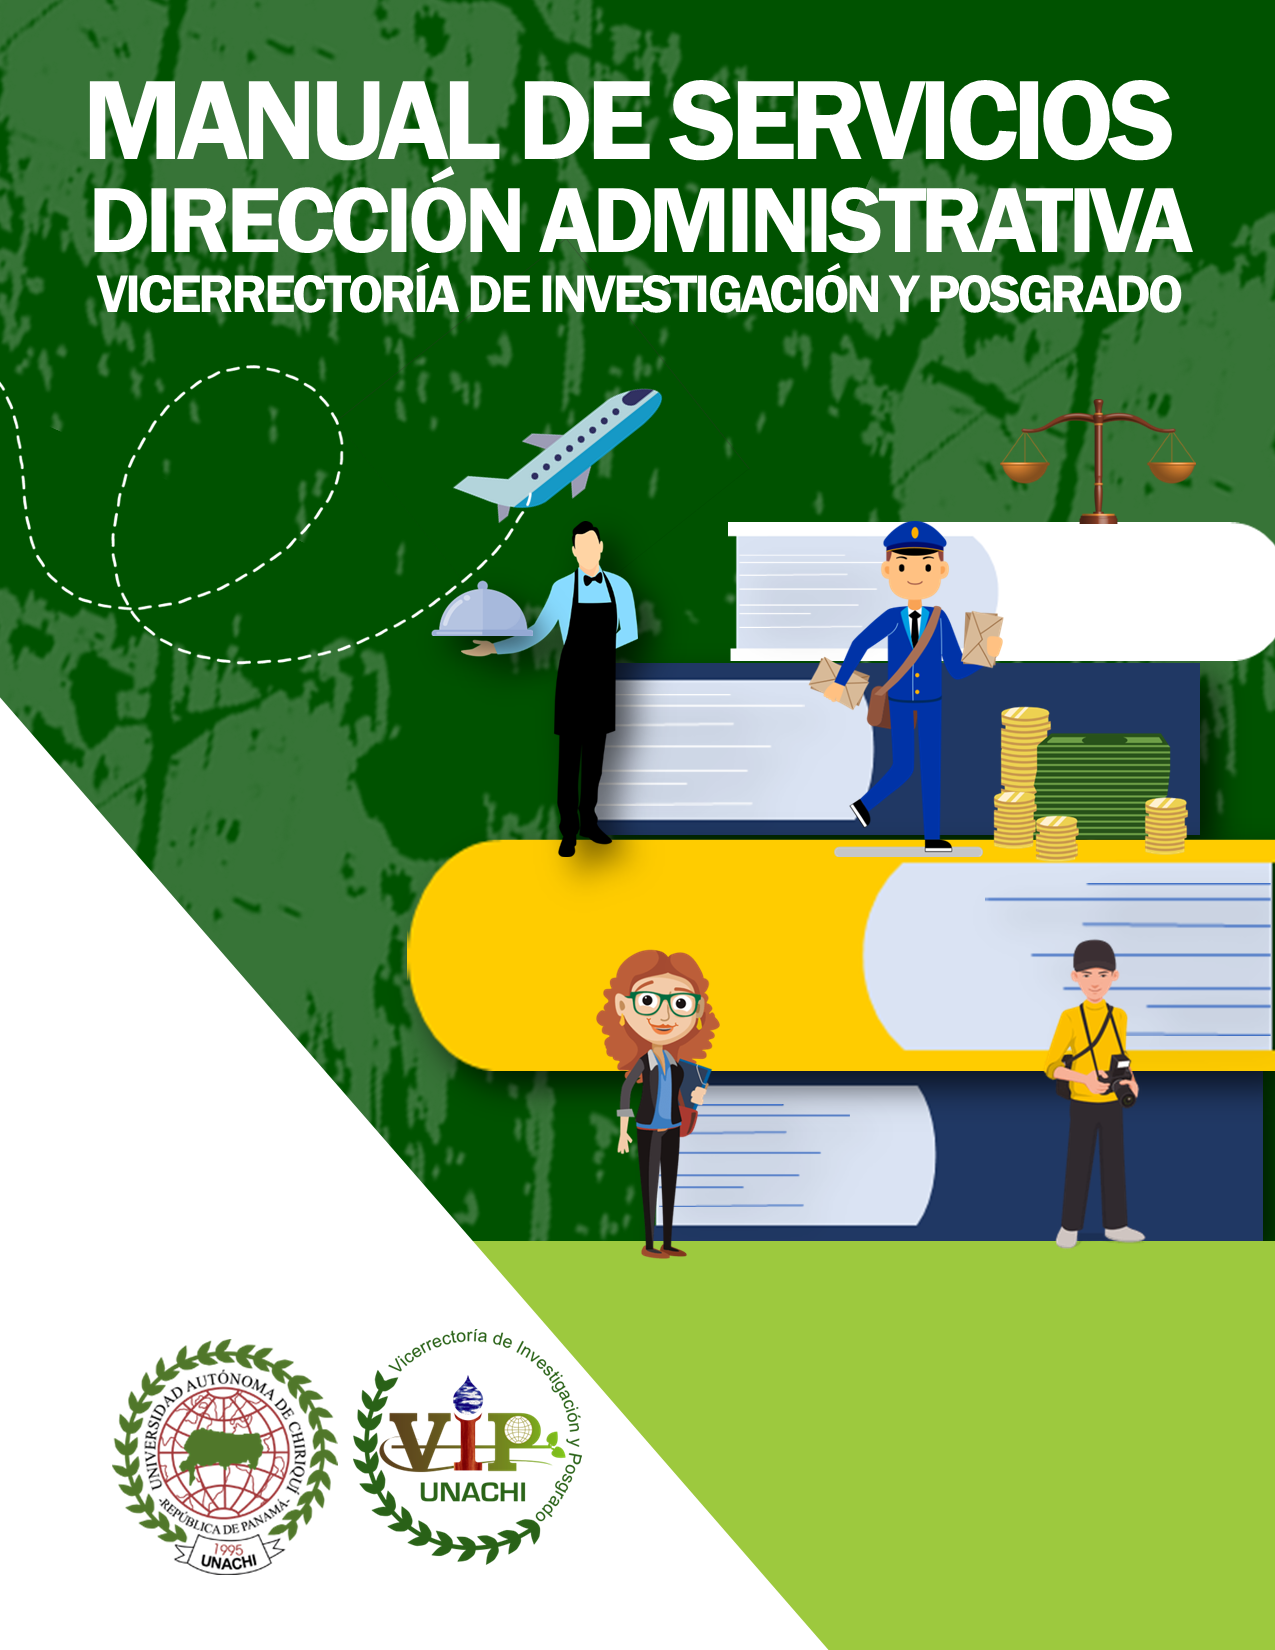 MANUAL DE SERVICIOS
DIRECCIÓN ADMINISTRATIVA
VICERRECTORÍA DE INVESTIGACIÓN Y POSGRADO
UNIVERSIDAD AUTÓNOMA DE CHIRIQUÍ
-REPÚBLICA DE PANAMÁ-
1995
UNACHI
Vicerrectoría de Investigación y Posgrado
VIP
UNACHI